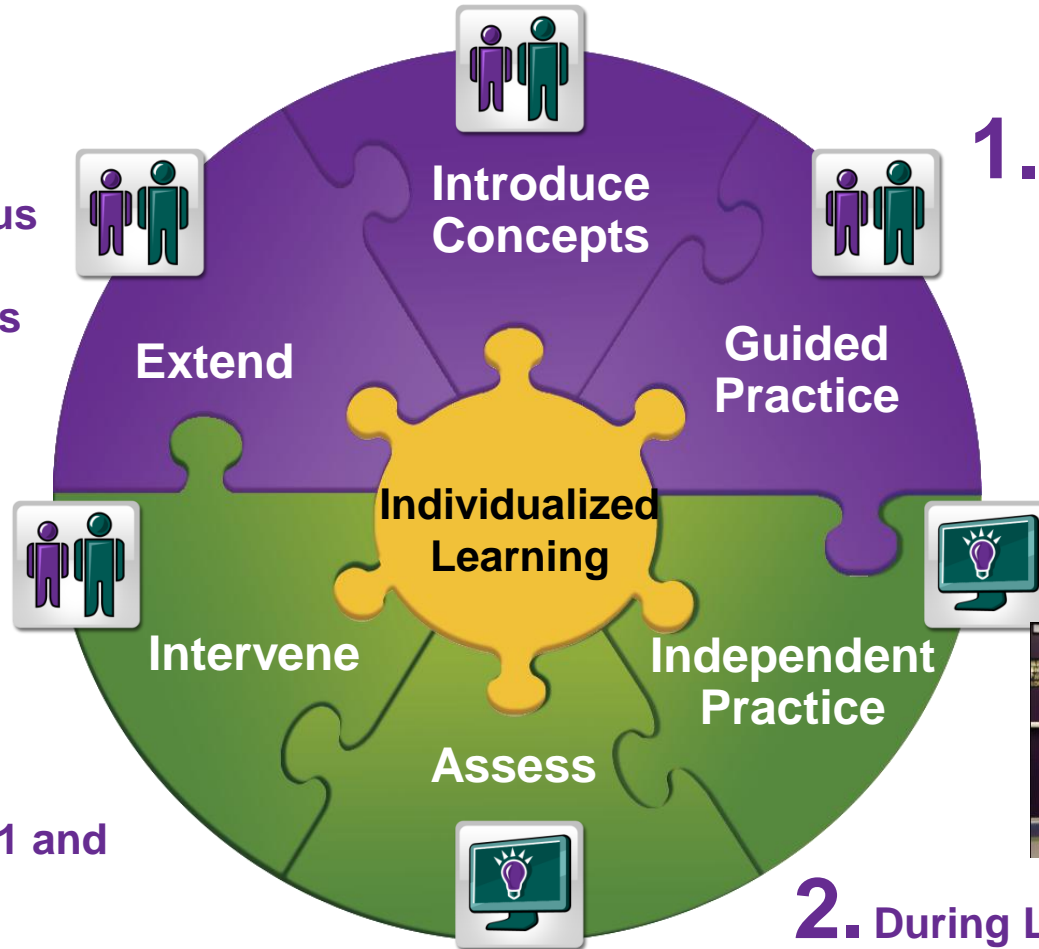 1.
us
s
Introduce
Concepts
Extend
Guided
Practice
Individualized
Learning
Intervene
Independent
Practice
Assess
1 and
2. During L